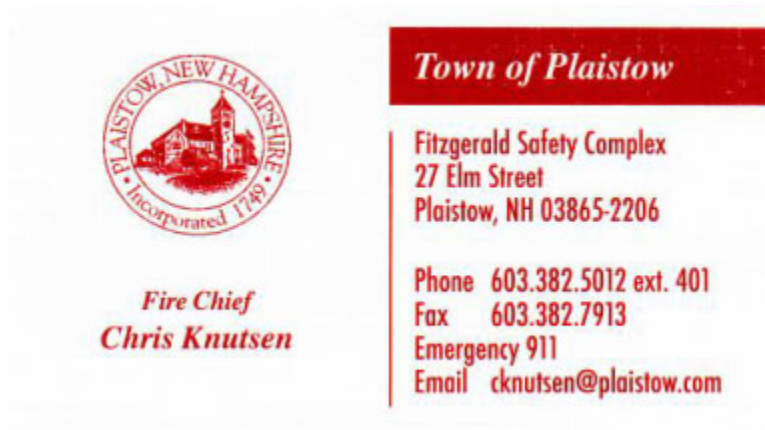 PLAISTOW, NEW HAMPSHIRE
• Incorporated 1749 •
Fire Chief
Chris Knutsen
Town of Plaistow
Fitzgerald Safety Complex
27 Elm Street
Plaistow, NH 03865-2206
Phone 603.382.5012 ext. 401
Fax 603.382.7913
Emergency 911
Email cknutsen@plaistow.com